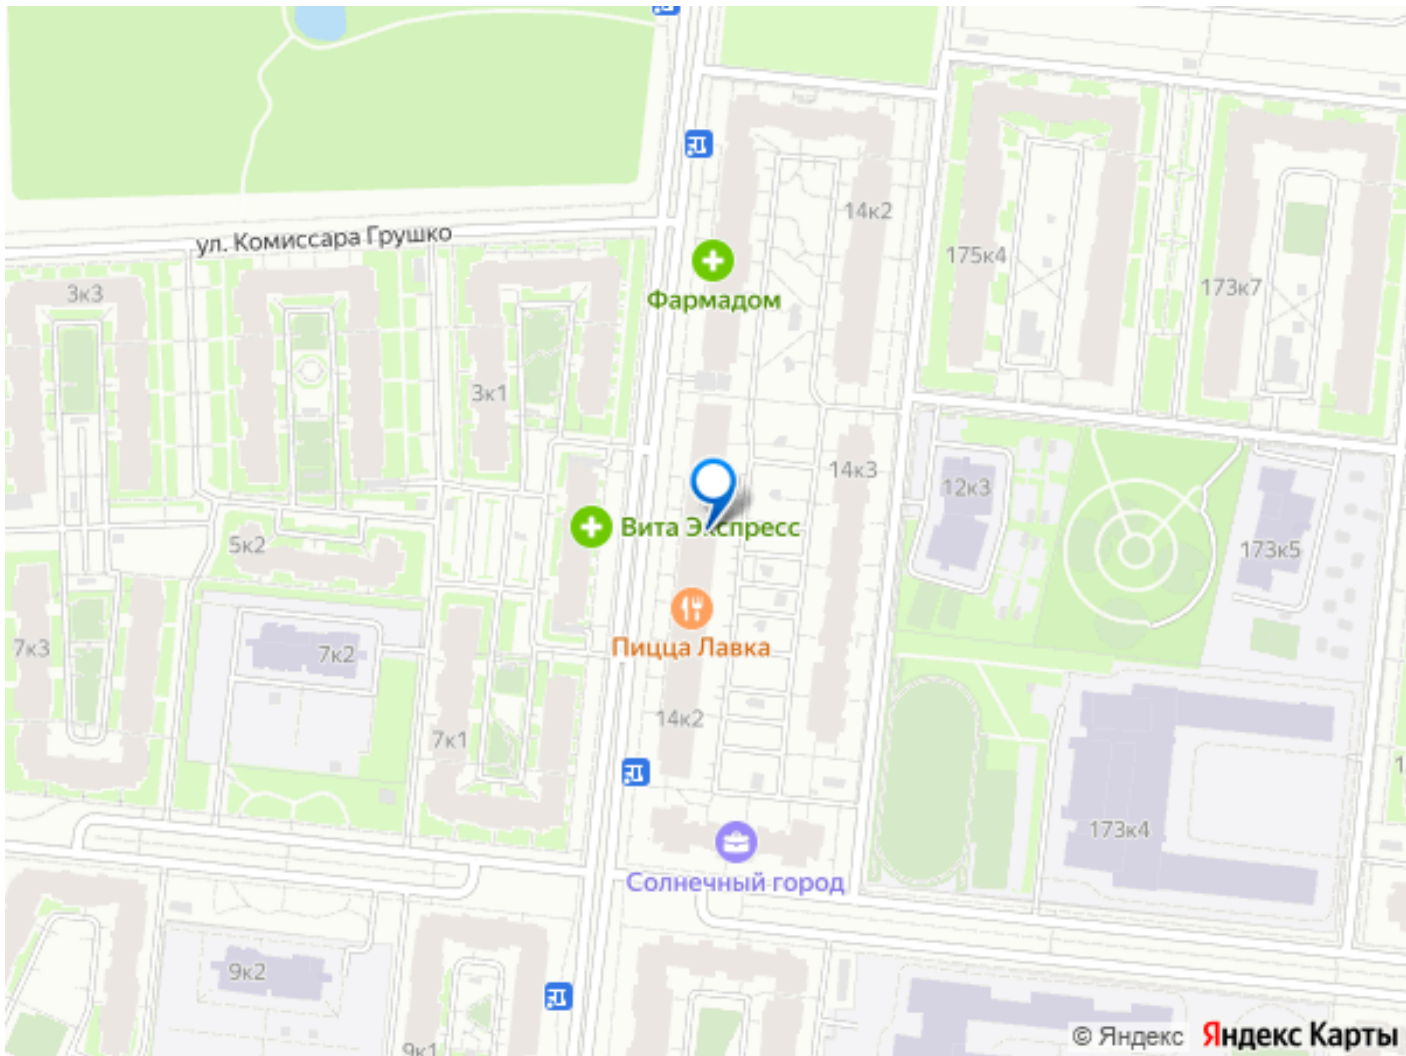 14к2
ул. Комиссара Грушко
175к4
173к7
3к3
Фармадом
3к1
14к3
12к3
Вита Экспресс
5к2
173к5
7к3
7к2
Пицца Лавка
14к2
7к1
1
173к4
Солнечный город
9к2
9к1
© Яндекс Яндекс Карты